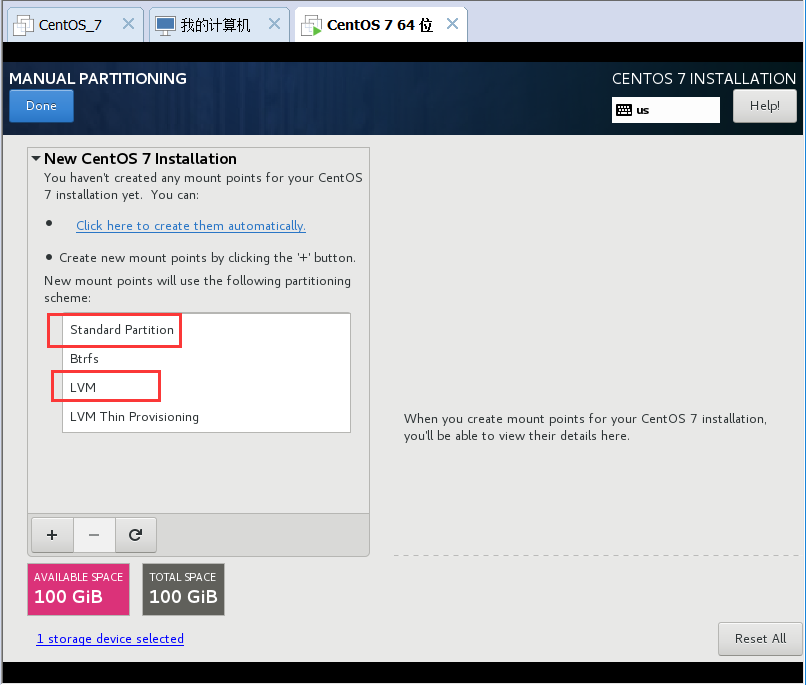 CentOS_7
我的计算机
CentOS 7 64 位
MANUAL PARTITIONING
CENTOS 7 INSTALLATION
Done
us
Help!
New CentOS 7 Installation
You haven't created any mount points for your CentOS
7 installation yet. You can:
Click here to create them automatically.
Create new mount points by clicking the '+' button.
New mount points will use the following partitioning
scheme:
Standard Partition
Btrfs
LVM
LVM Thin Provisioning
When you create mount points for your CentOS 7 installation,
you'll be able to view their details here.
AVAILABLE SPACE
100 GiB
TOTAL SPACE
100 GiB
1 storage device selected
Reset All